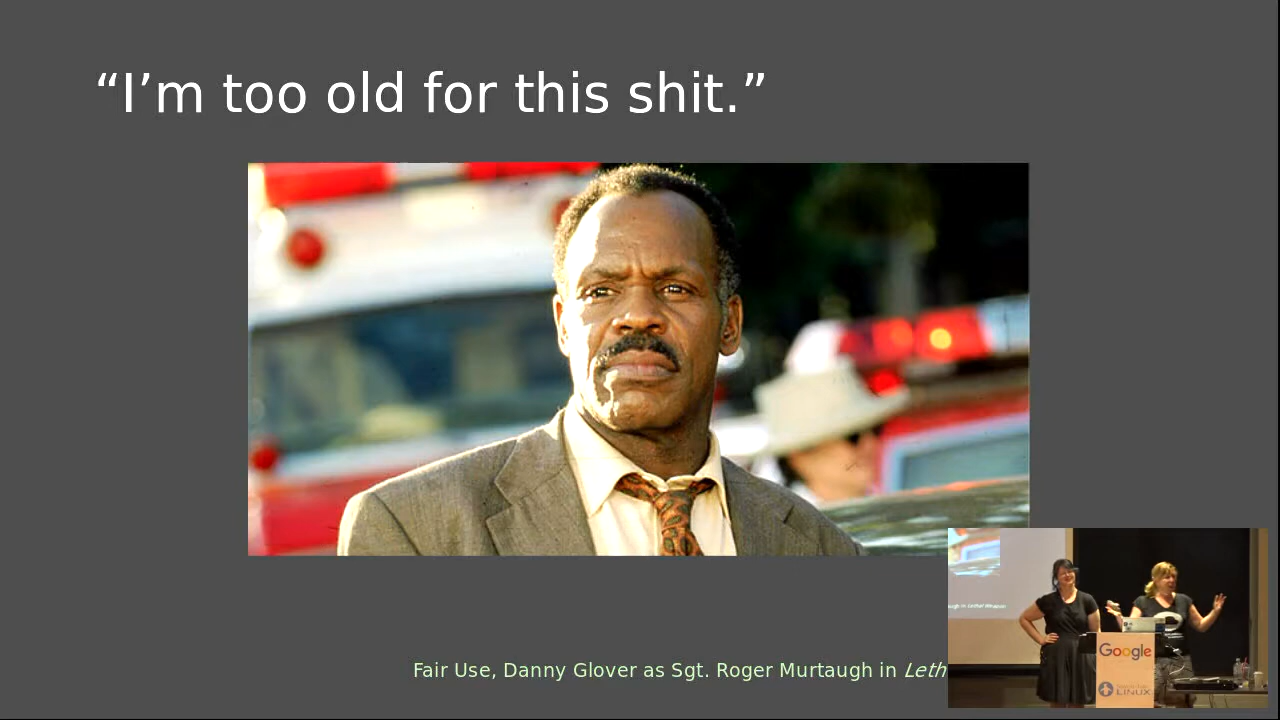 “I’m too old for this shit.”
Fair Use, Danny Glover as Sgt. Roger Murtaugh in Leth
Google
LINUX